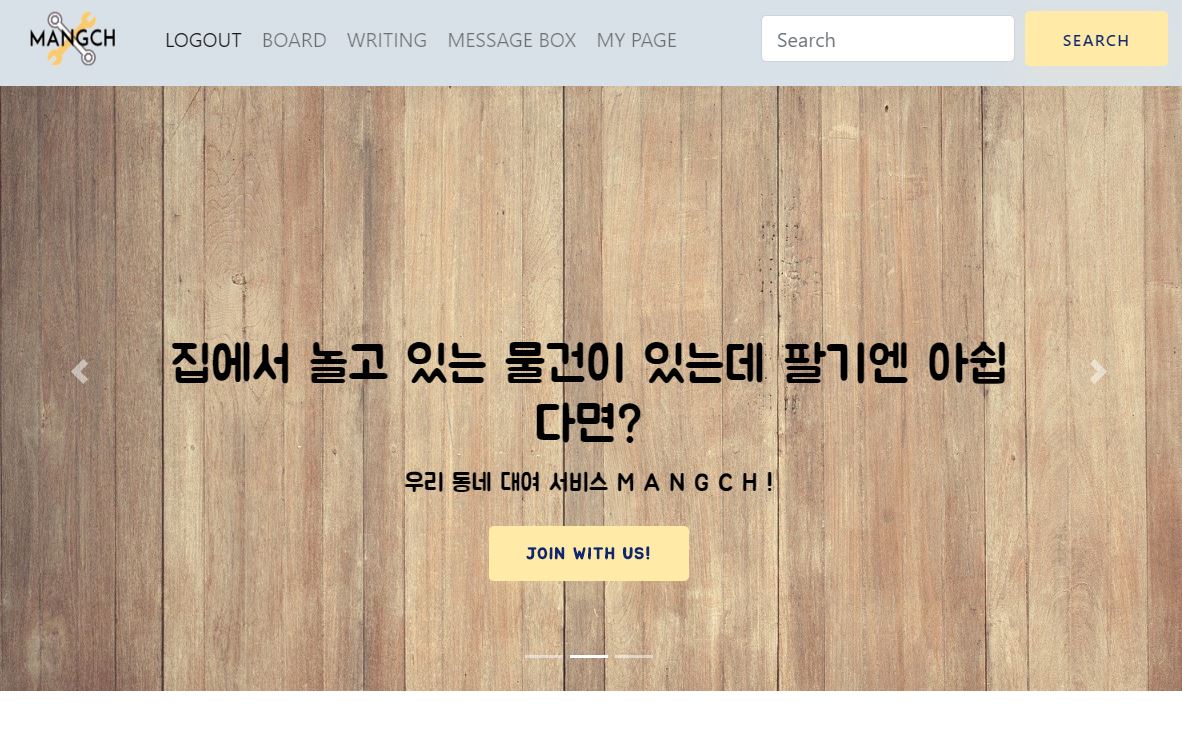 MANGCH
LOGOUT BOARD WRITING MESSAGE BOX MY PAGE Search SEARCH
집에서 놀고 있는 물건이 있는데 팔기엔 아쉽
다면?
우리 동네 대여 서비스 M A N G C H !
JOIN WITH US!